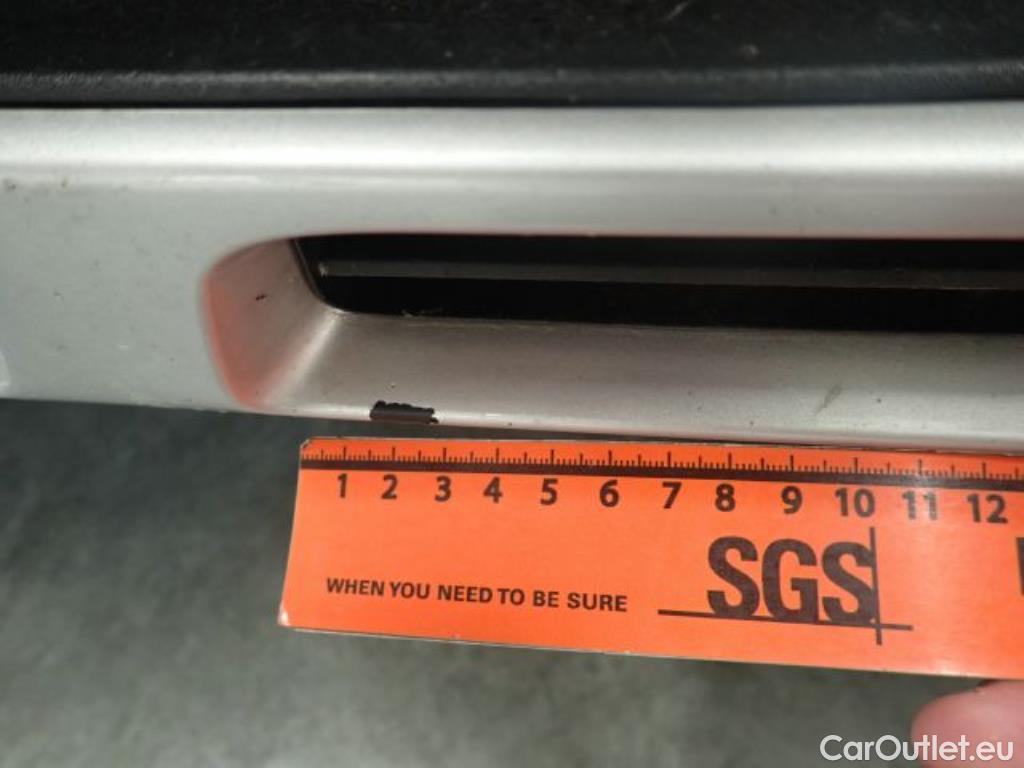 1 2 3 4 5 6 7 8 9 10 11 12
SGS
WHEN YOU NEED TO BE SURE
CarOutlet.eu